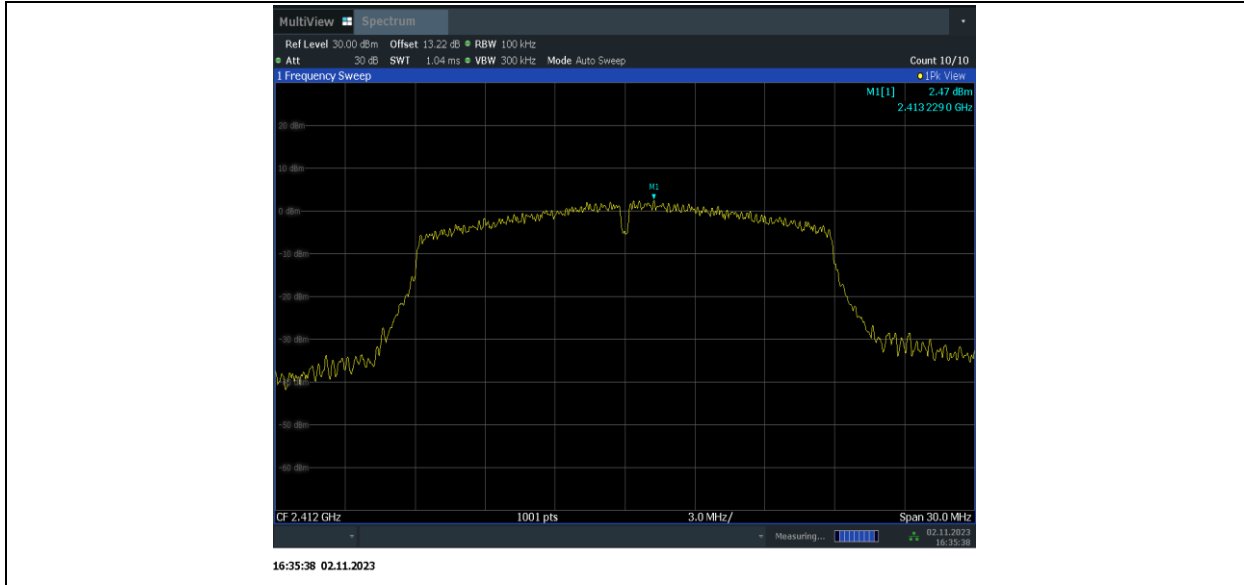 MultiView Spectrum
Ref Level 30.00 dBm Offset 13.22 dB RBW 100 kHz
Att 30 dB SWT 1.04 ms VBW 300 kHz Mode Auto Sweep Count 10/10
1 Frequency Sweep 1Pk View
M1[1] 2.47 dBm
2.413 229 0 GHz
20 dBm
10 dBm
M1
0 dBm
-10 dBm
-20 dBm
-30 dBm
-50 dBm
-60 dBm
CF 2.412 GHz 1001 pts 3.0 MHz/ Span 30.0 MHz
Measuring... 02.11.2023
16:35:38
16:35:38 02.11.2023